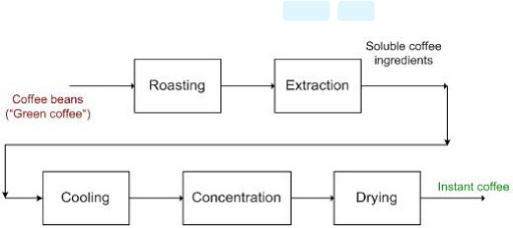 Soluble coffee
ingredients
Roasting
Extraction
Coffee beans
("Green coffee")
Cooling
Concentration
Drying
Instant coffee